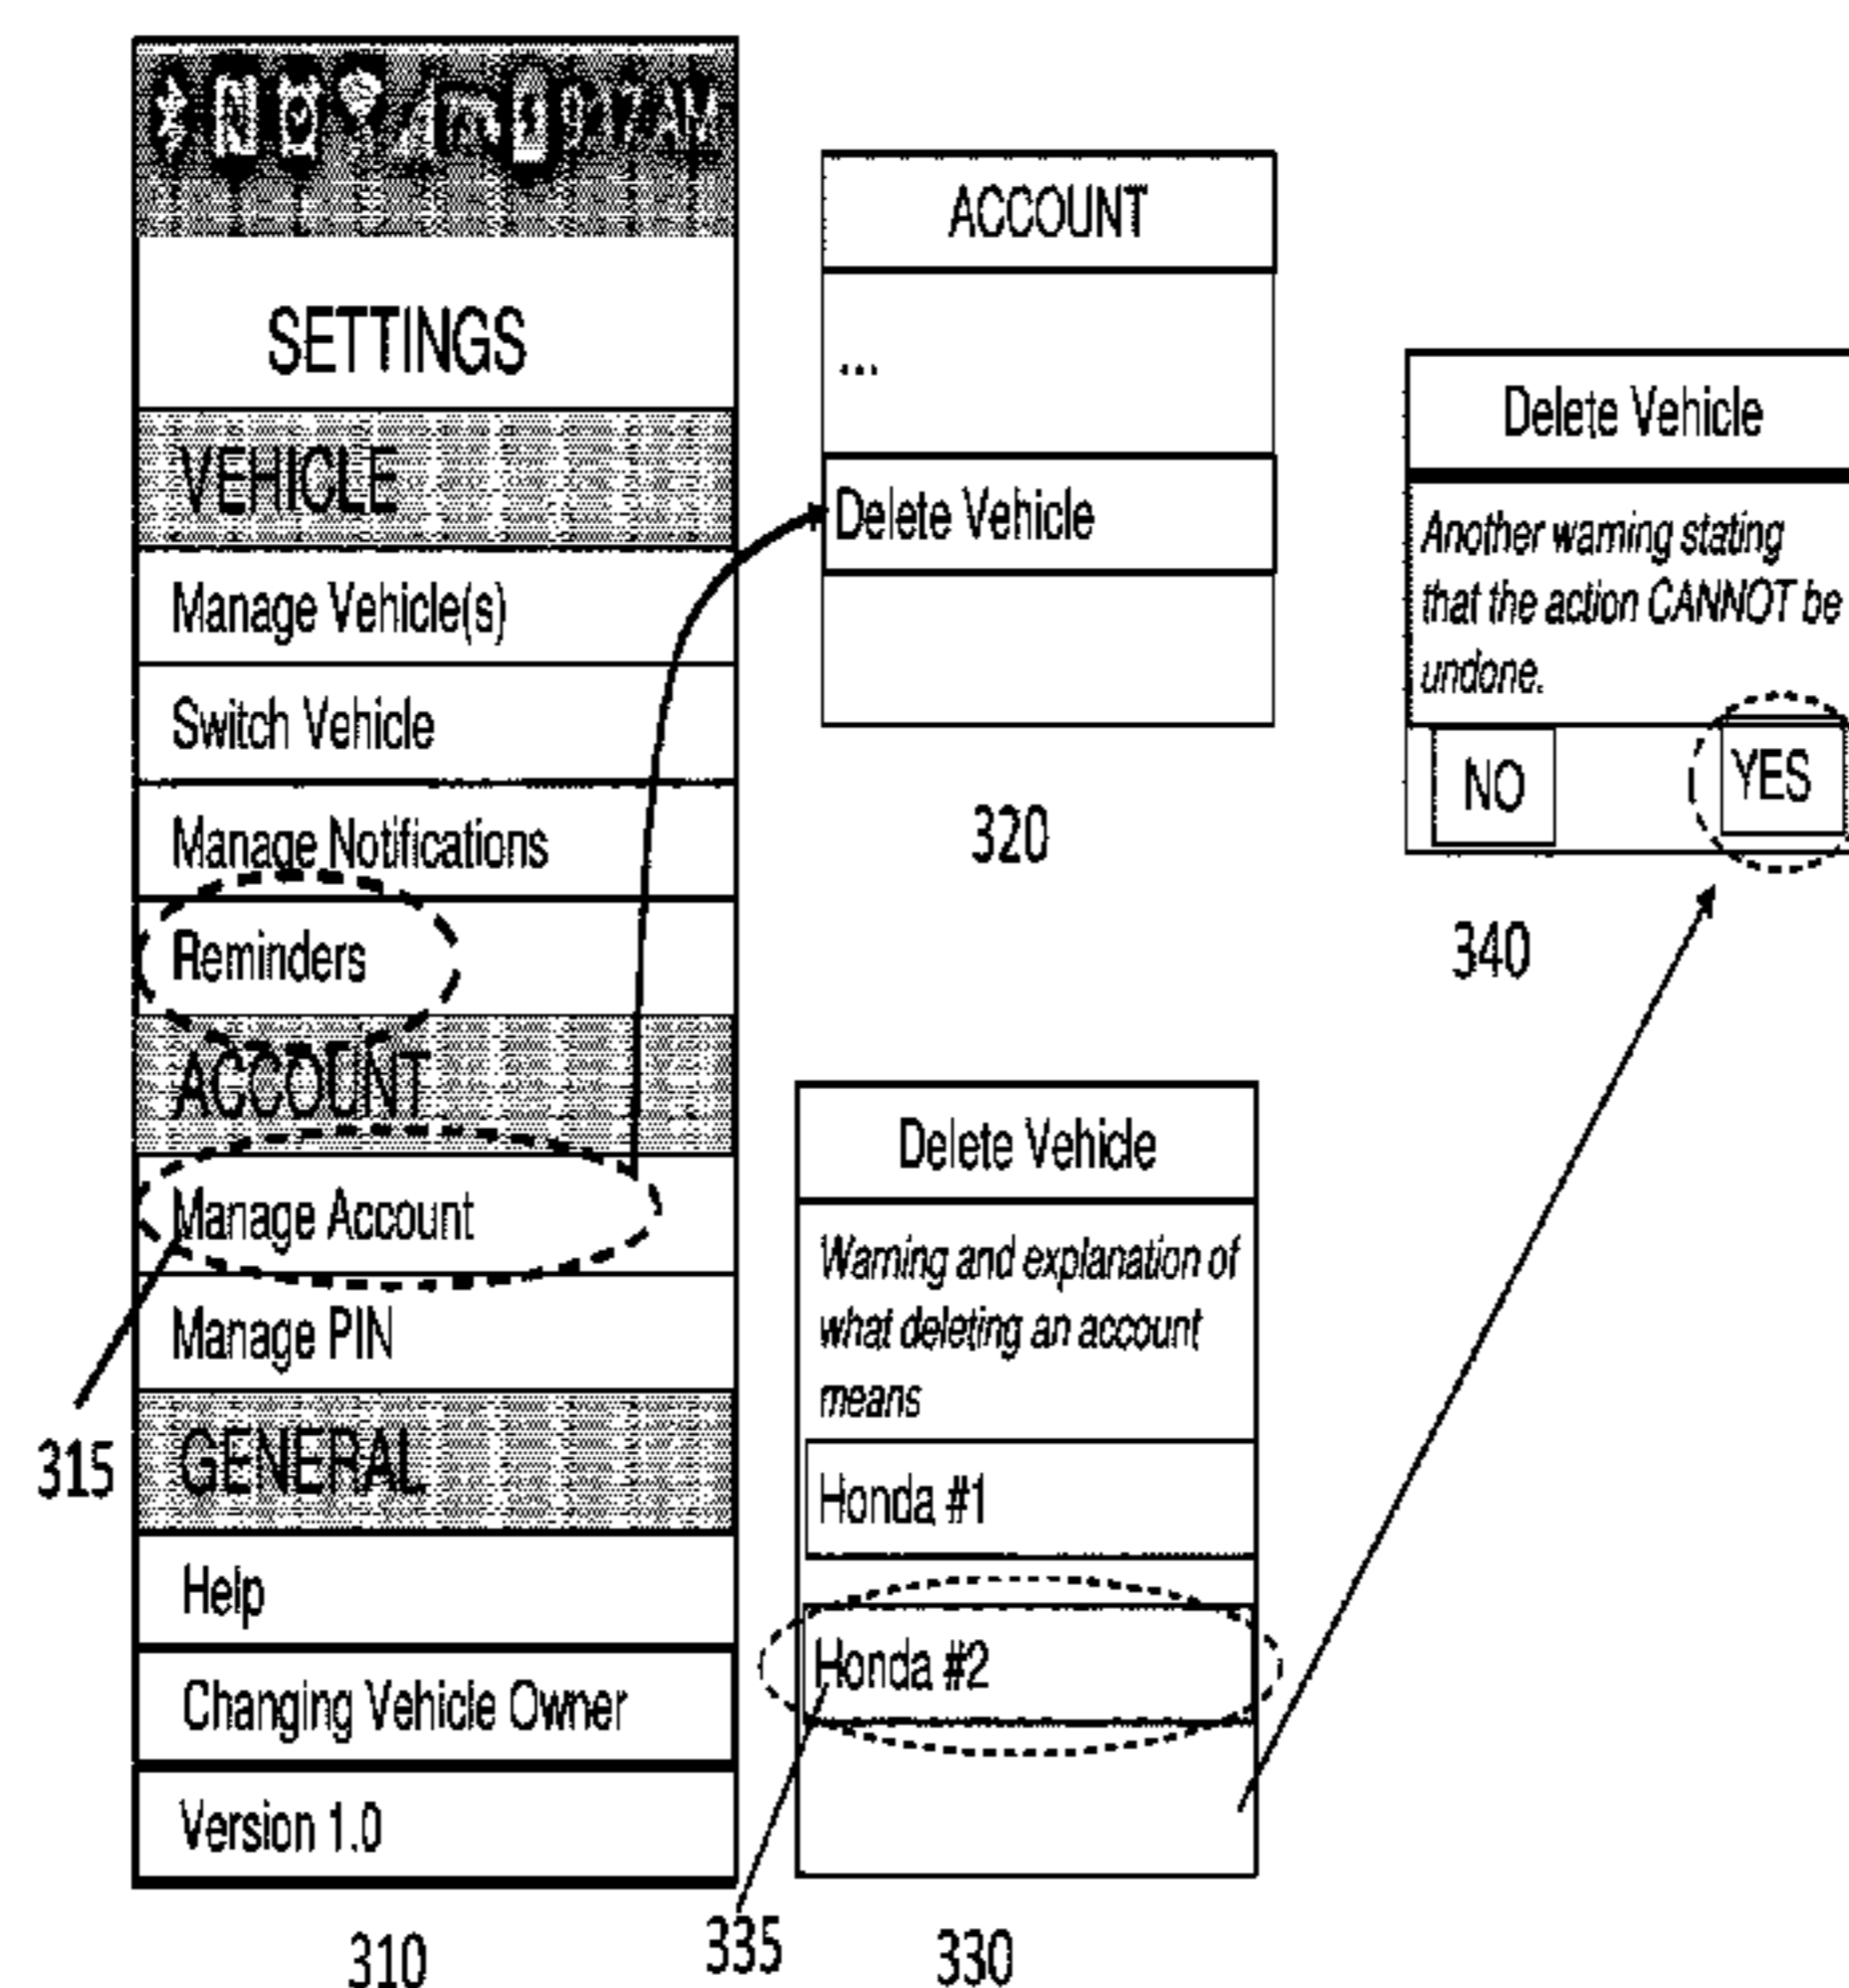 SETTINGS
VEHICLE
Manage Vehicle(s)
Switch Vehicle
Manage Notifications
Reminders
ACCOUNT
Manage Account
Manage PIN
GENERAL
Help
Changing Vehicle Owner
Version 1.0
315
310
ACCOUNT
...
Delete Vehicle
320
Delete Vehicle
Warning and explanation of
what deleting an account
means
Honda #1
Honda #2
335
330
Delete Vehicle
Another warning stating
that the action CANNOT be
undone.
NO
YES
340